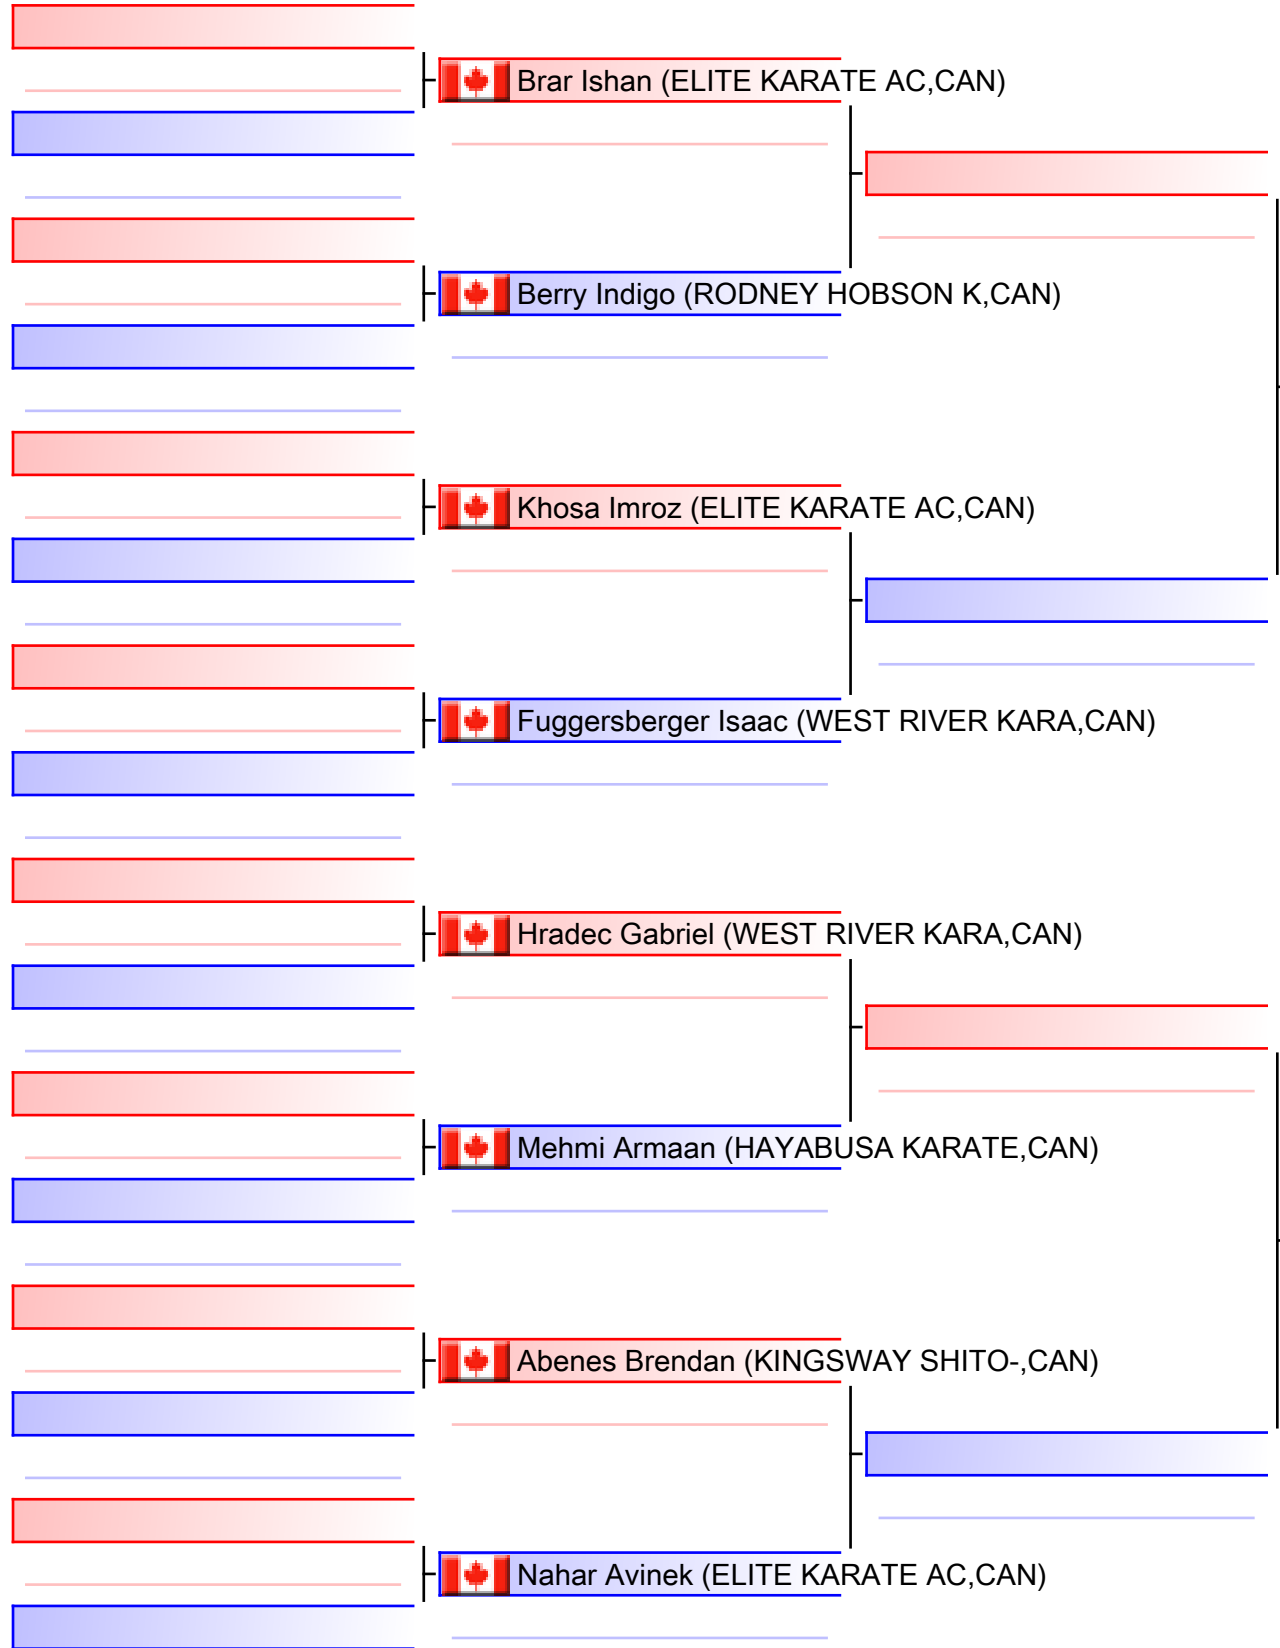 Brar Ishan (ELITE KARATE AC,CAN)
Berry Indigo (RODNEY HOBSON K,CAN)
Khosa Imroz (ELITE KARATE AC,CAN)
Fuggersberger Isaac (WEST RIVER KARA,CAN)
Hradec Gabriel (WEST RIVER KARA,CAN)
Mehmi Armaan (HAYABUSA KARATE,CAN)
Abenes Brendan (KINGSWAY SHITO-,CAN)
Nahar Avinek (ELITE KARATE AC,CAN)